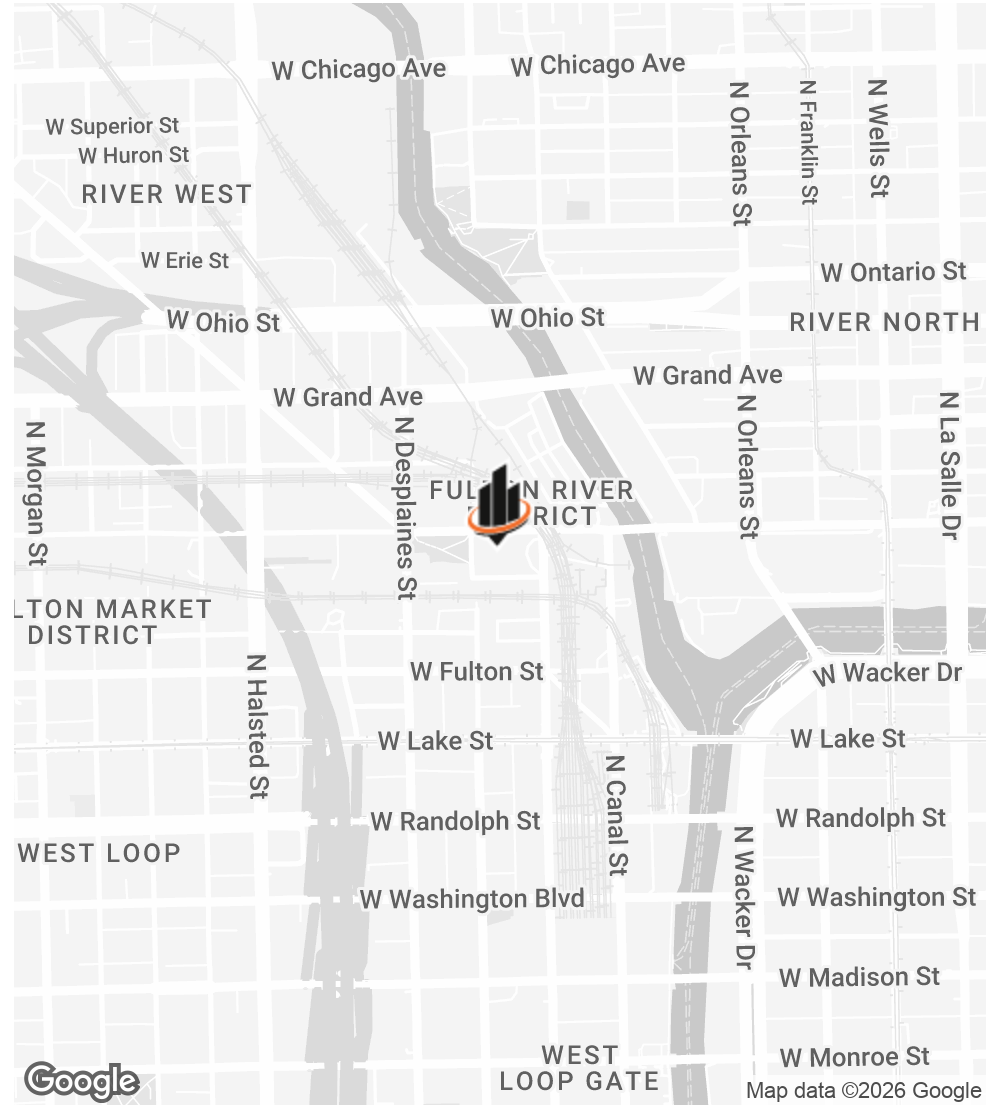 W Chicago Ave
W Chicago Ave
N Orleans St
N Franklin St
N Wells St
W Superior St
W Huron St
RIVER WEST
W Erie St
W Ontario St
W Ohio St
W Ohio St
RIVER NORTH
W Grand Ave
W Grand Ave
N Morgan St
N Desplaines St
N Orleans St
N La Salle Dr
RIVER
LTON MARKET
DISTRICT
N Halsted St
W Fulton St
W Wacker Dr
W Lake St
W Lake St
N Canal St
W Randolph St
W Randolph St
N Wacker Dr
WEST LOOP
W Washington Blvd
W Washington St
W Madison St
WEST
LOOP GATE
W Monroe St
Google
Map data ©2026 Google